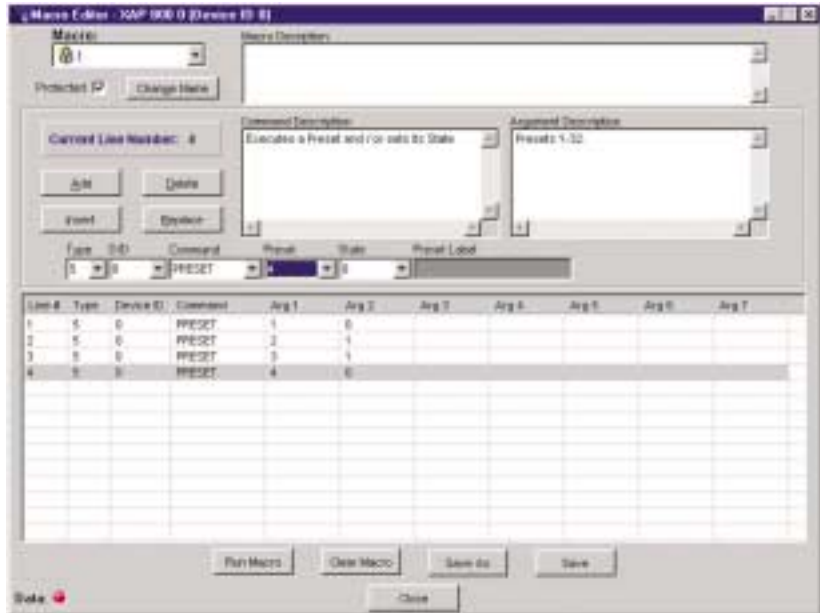 Macro Editor - XAP 800 0 (Device ID 0)
Macro:
1
Macro Description
Protected
Change Name
Current Line Number: 4
Command Description
Executes a Preset and / or sets its State
Argument Description
Presets 1-32
Add
Delete
Insert
Replace
Type DID Command Preset State Preset Label
5 0 PRESET 4 0
Line # Type Device ID Command Arg 1 Arg 2 Arg 3 Arg 4 Arg 5 Arg 6 Arg 7
1 5 0 PRESET 1 0
2 5 0 PRESET 2 1
3 5 0 PRESET 3 1
4 5 0 PRESET 4 0
Run Macro
Clear Macro
Save As
Save
Data
Close